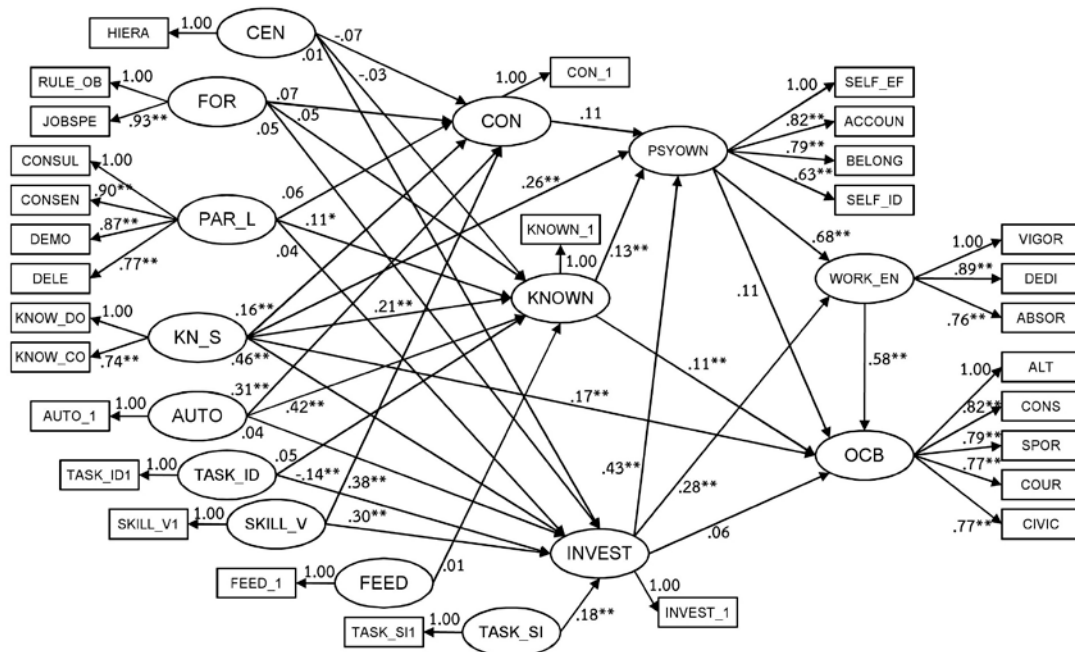 HIERA
1.00
CEN
-.07
.01
-.03
RULE_OB
1.00
FOR
JOBSPE
.93**
.07
.05
.05
1.00
CON_1
CON
.11
CONSUL
1.00
CONSEN
.90**
DEMO
.87**
DELE
.77**
PAR_L
.06
.11*
.04
KNOW_DO
1.00
KNOW_CO
.74**
KN_S
.16**
.26**
.21**
.46**
.17**
KNOWN_1
1.00
KNOWN
.13**
.11**
PSYOWN
1.00
SELF_EF
.82**
ACCOUN
.79**
BELONG
.63**
SELF_ID
.68**
.11
WORK_EN
1.00
VIGOR
.89**
DEDI
.76**
ABSOR
.58**
AUTO_1
1.00
AUTO
.31**
.42**
.04
TASK_ID1
1.00
TASK_ID
.05
-.14**
SKILL_V1
1.00
SKILL_V
.38**
.30**
FEED_1
1.00
FEED
.01
TASK_SI1
1.00
TASK_SI
.18**
INVEST
1.00
INVEST_1
.43**
.28**
.06
OCB
1.00
ALT
.82**
CONS
.79**
SPOR
.77**
COUR
.77**
CIVIC